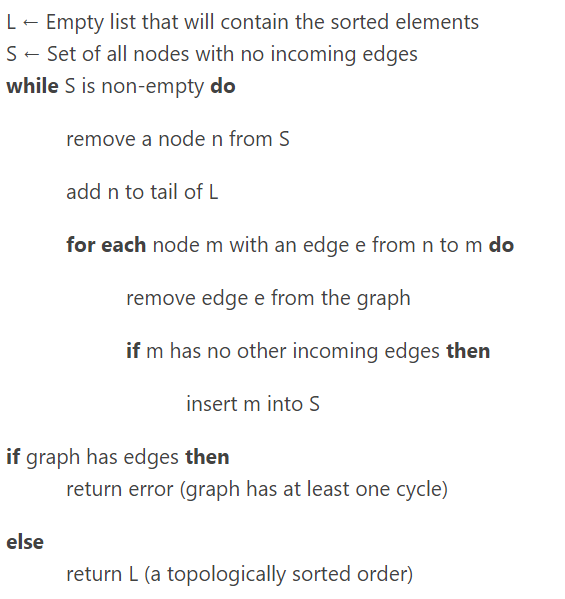 L ← Empty list that will contain the sorted elements
S ← Set of all nodes with no incoming edges
while S is non-empty do
remove a node n from S
add n to tail of L
for each node m with an edge e from n to m do
remove edge e from the graph
if m has no other incoming edges then
insert m into S
if graph has edges then
return error (graph has at least one cycle)
else
return L (a topologically sorted order)